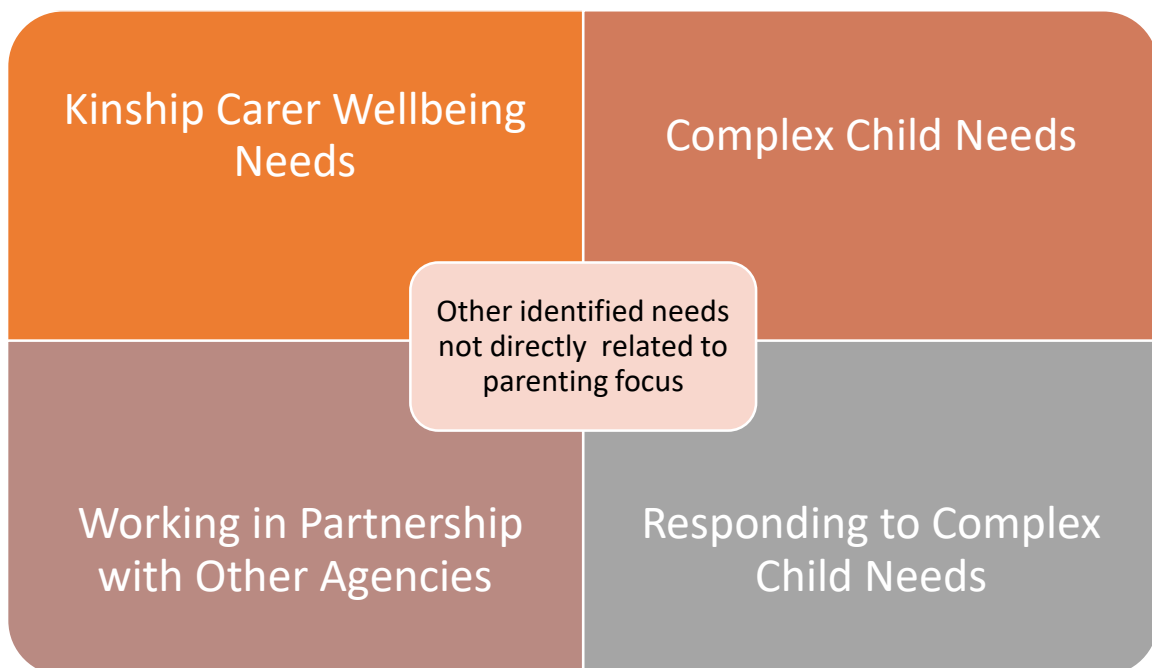 Kinship Carer Wellbeing
Needs
Complex Child Needs
Other identified needs
not directly related to
parenting focus
Working in Partnership
with Other Agencies
Responding to Complex
Child Needs